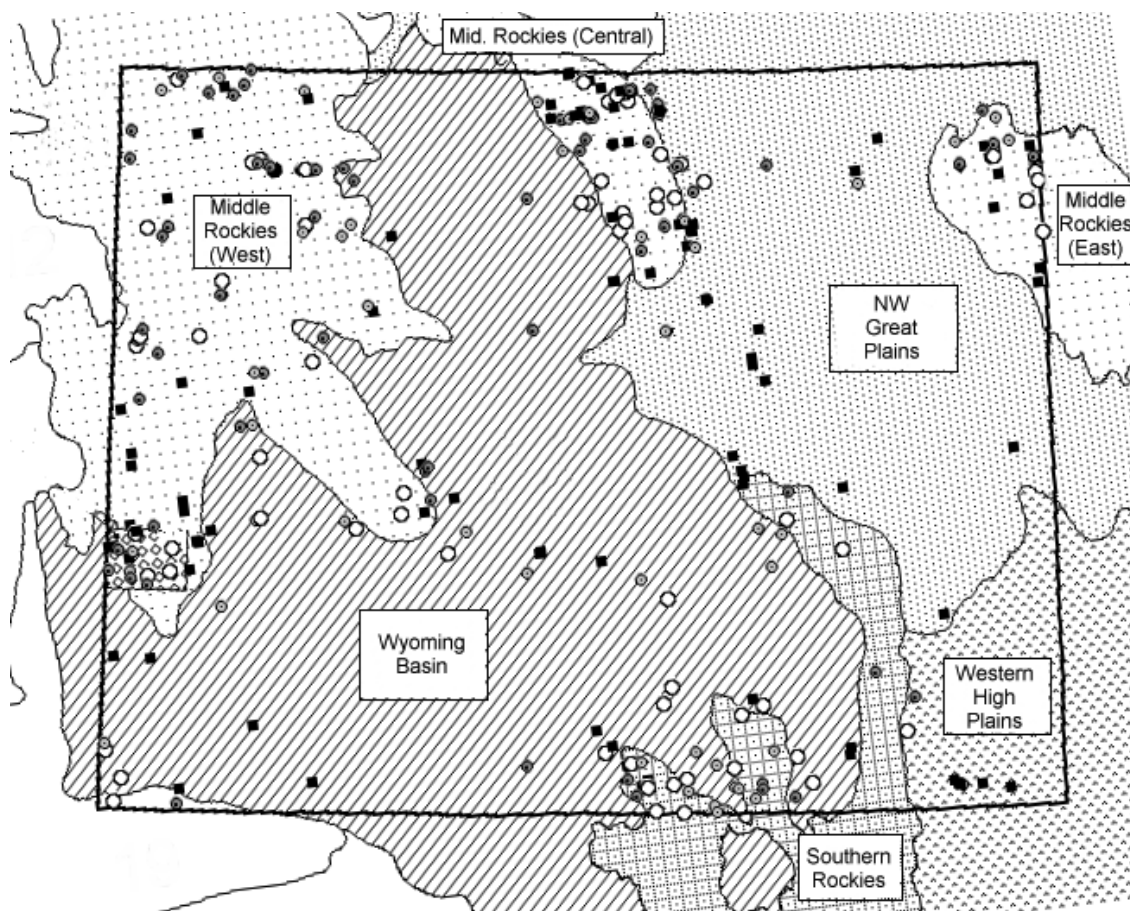 Mid. Rockies (Central)
Middle
Rockies
(West)
Middle
Rockies
(East)
NW
Great
Plains
Wyoming
Basin
Western
High
Plains
Southern
Rockies